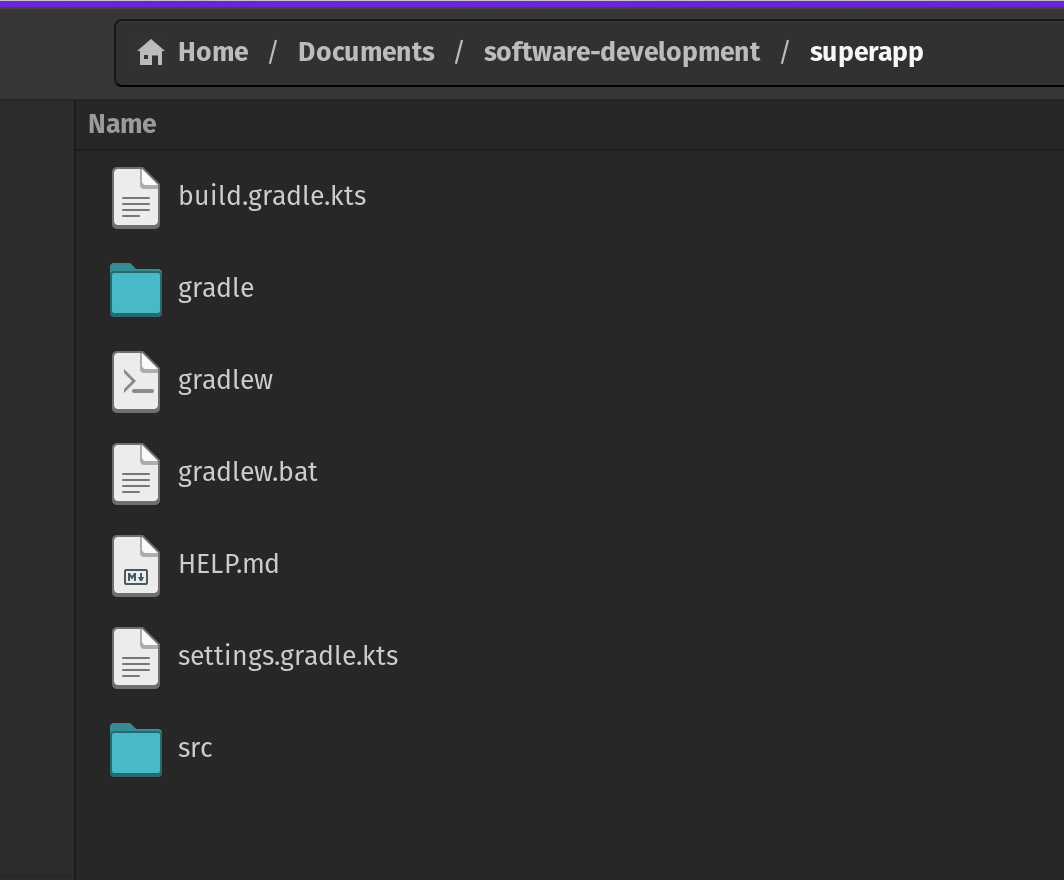 Home / Documents / software-development / superapp
Name
build.gradle.kts
gradle
gradlew
gradlew.bat
M↓
HELP.md
settings.gradle.kts
src